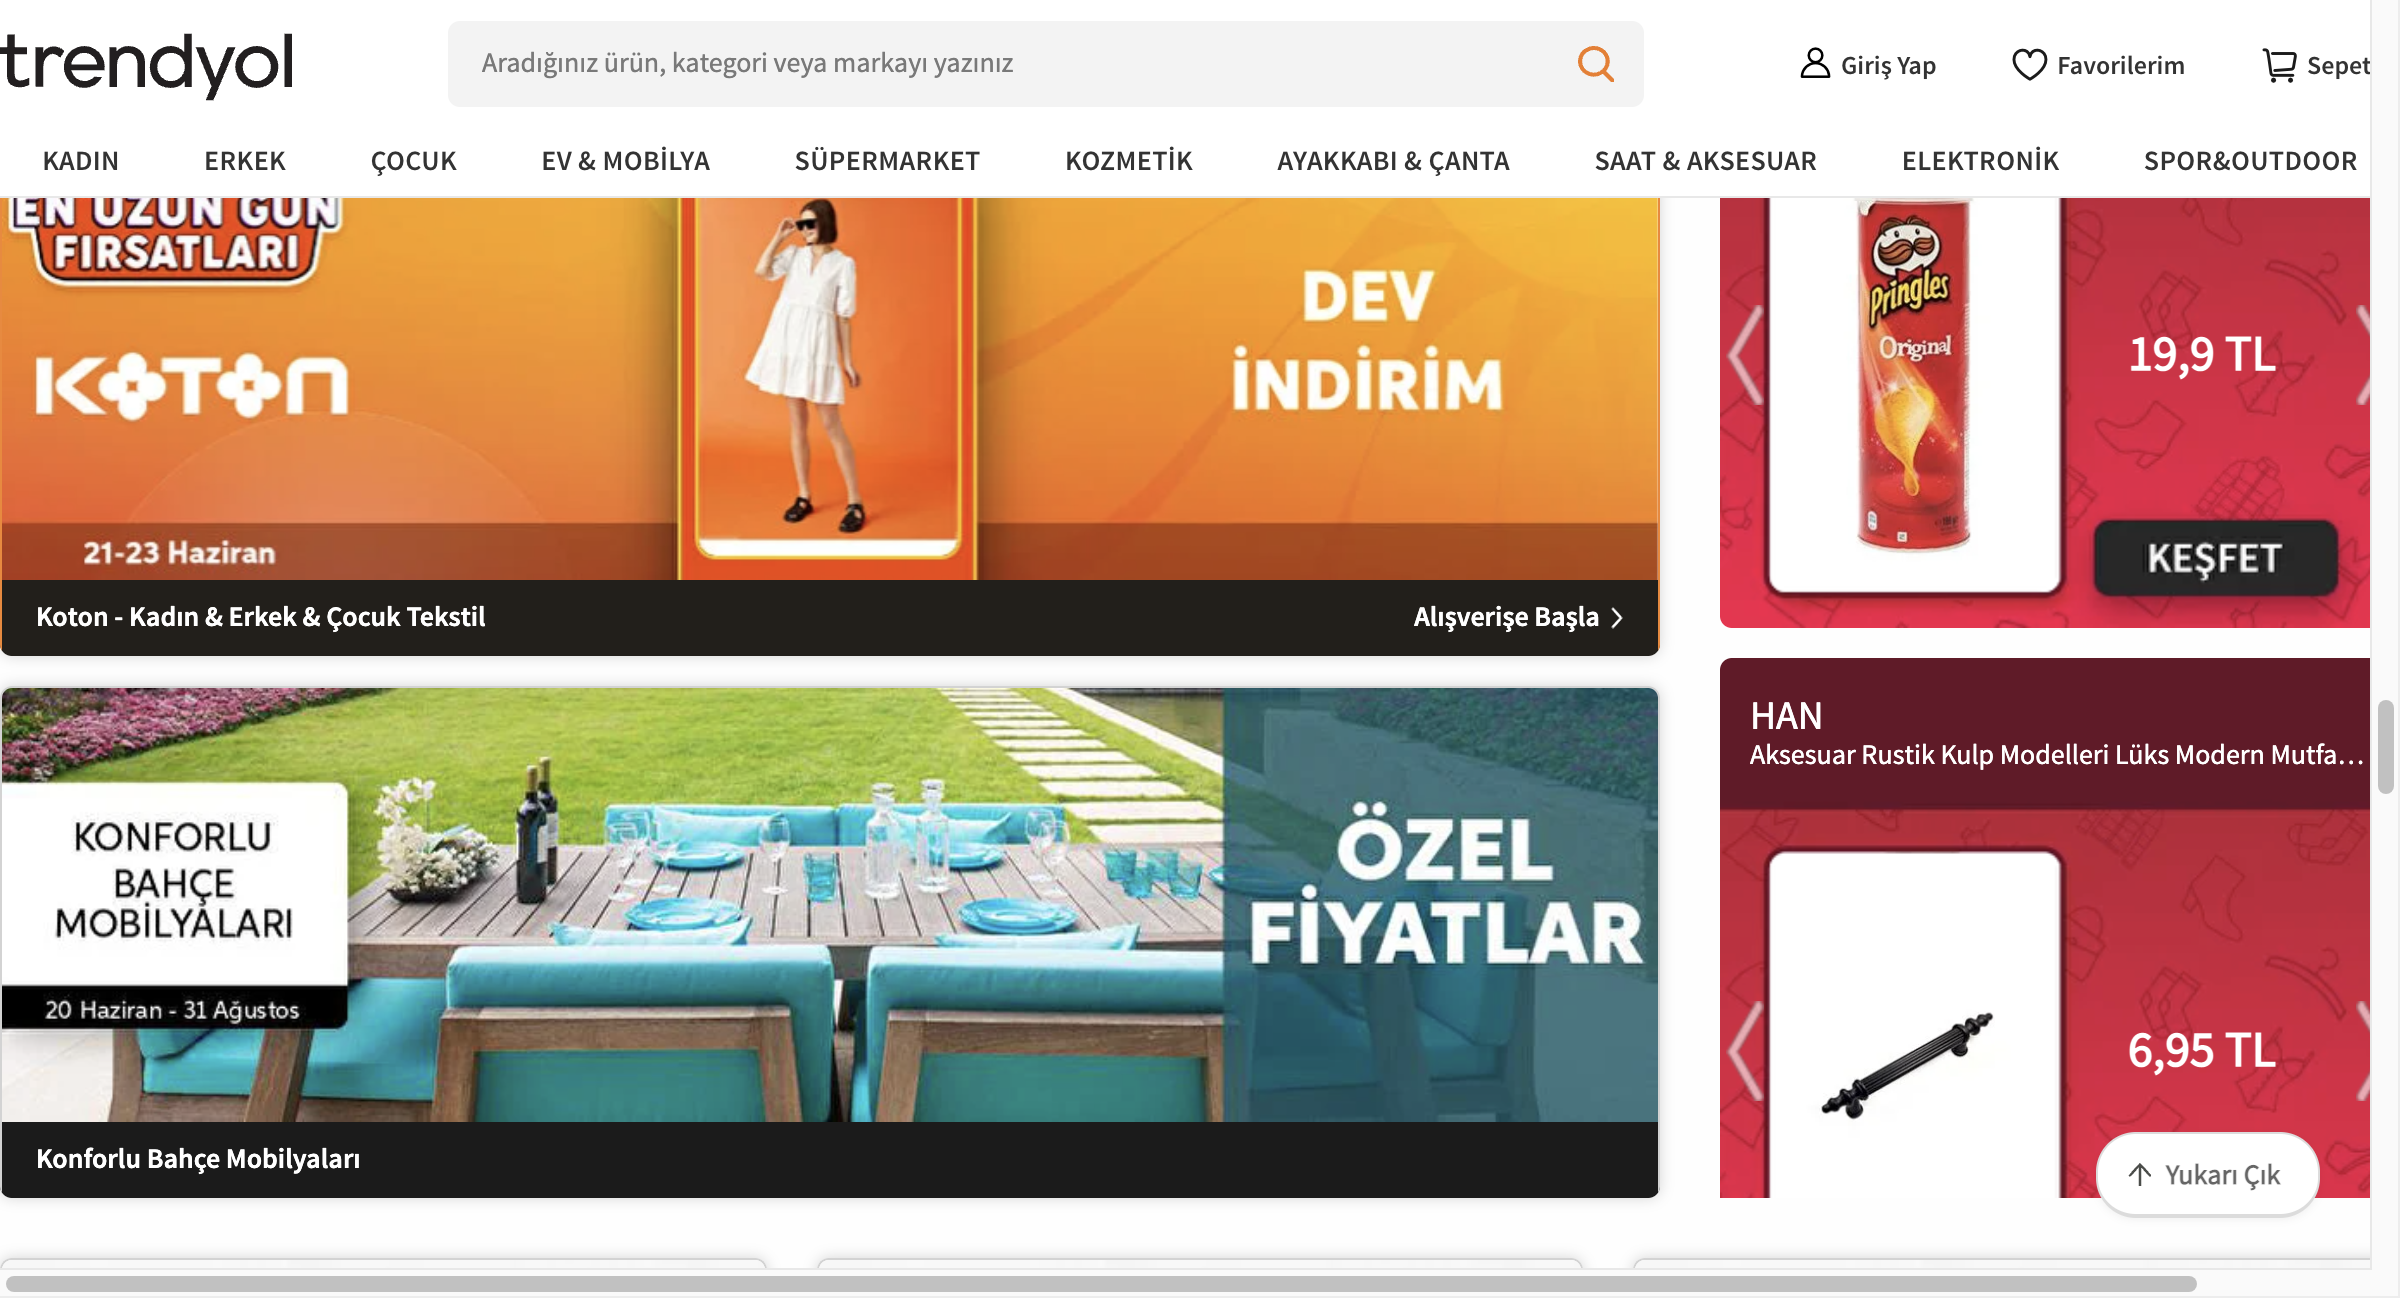 trendyol
Aradığınız ürün, kategori veya markayı yazınız
Giriş Yap
Favorilerim
Sepet
KADIN
ERKEK
ÇOCUK
EV & MOBİLYA
SÜPERMARKET
KOZMETİK
AYAKKABI & ÇANTA
SAAT & AKSESUAR
ELEKTRONİK
SPOR&OUTDOOR
EN UZUN GÜN
FIRSATLARI
KOTON
DEV
İNDİRİM
21-23 Haziran
Koton - Kadın & Erkek & Çocuk Tekstil
Alışverişe Başla
Pringles
Original
19,9 TL
KEŞFET
KONFORLU
BAHÇE
MOBİLYALARI
20 Haziran - 31 Ağustos
ÖZEL
FİYATLAR
Konforlu Bahçe Mobilyaları
HAN
Aksesuar Rustik Kulp Modelleri Lüks Modern Mutfa...
6,95 TL
Yukarı Çık